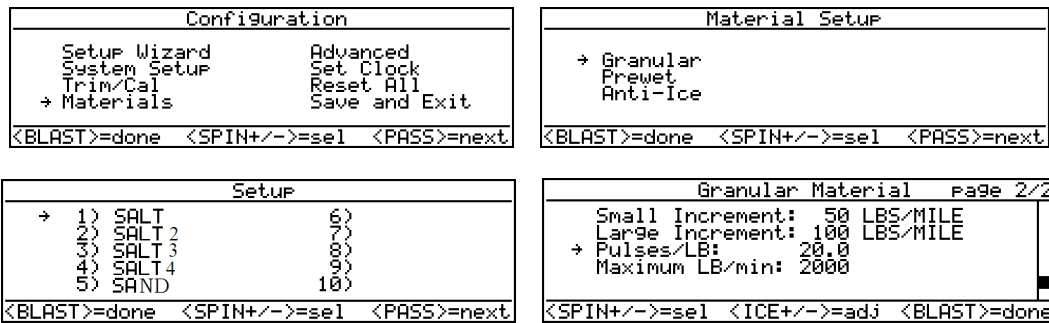 Configuration
Setup Wizard Advanced
System Setup Set Clock
Trim/Cal Reset All
→ Materials Save and Exit
<BLAST>=done <SPIN+/->=sel <PASS>=next
Material Setup
→ Granular
Prewet
Anti-Ice
<BLAST>=done <SPIN+/->=sel <PASS>=next
Setup
→ 1) SALT 6)
2) SALT 2 7)
3) SALT 3 8)
4) SALT 4 9)
5) SAND 10)
<BLAST>=done <SPIN+/->=sel <PASS>=next
Granular Material page 2/2
Small Increment: 50 LBS/MILE
Large Increment: 100 LBS/MILE
→ Pulses/LB: 20.0
Maximum LB/min: 2000
<SPIN+/->=sel <ICE+/->=adj <BLAST>=done